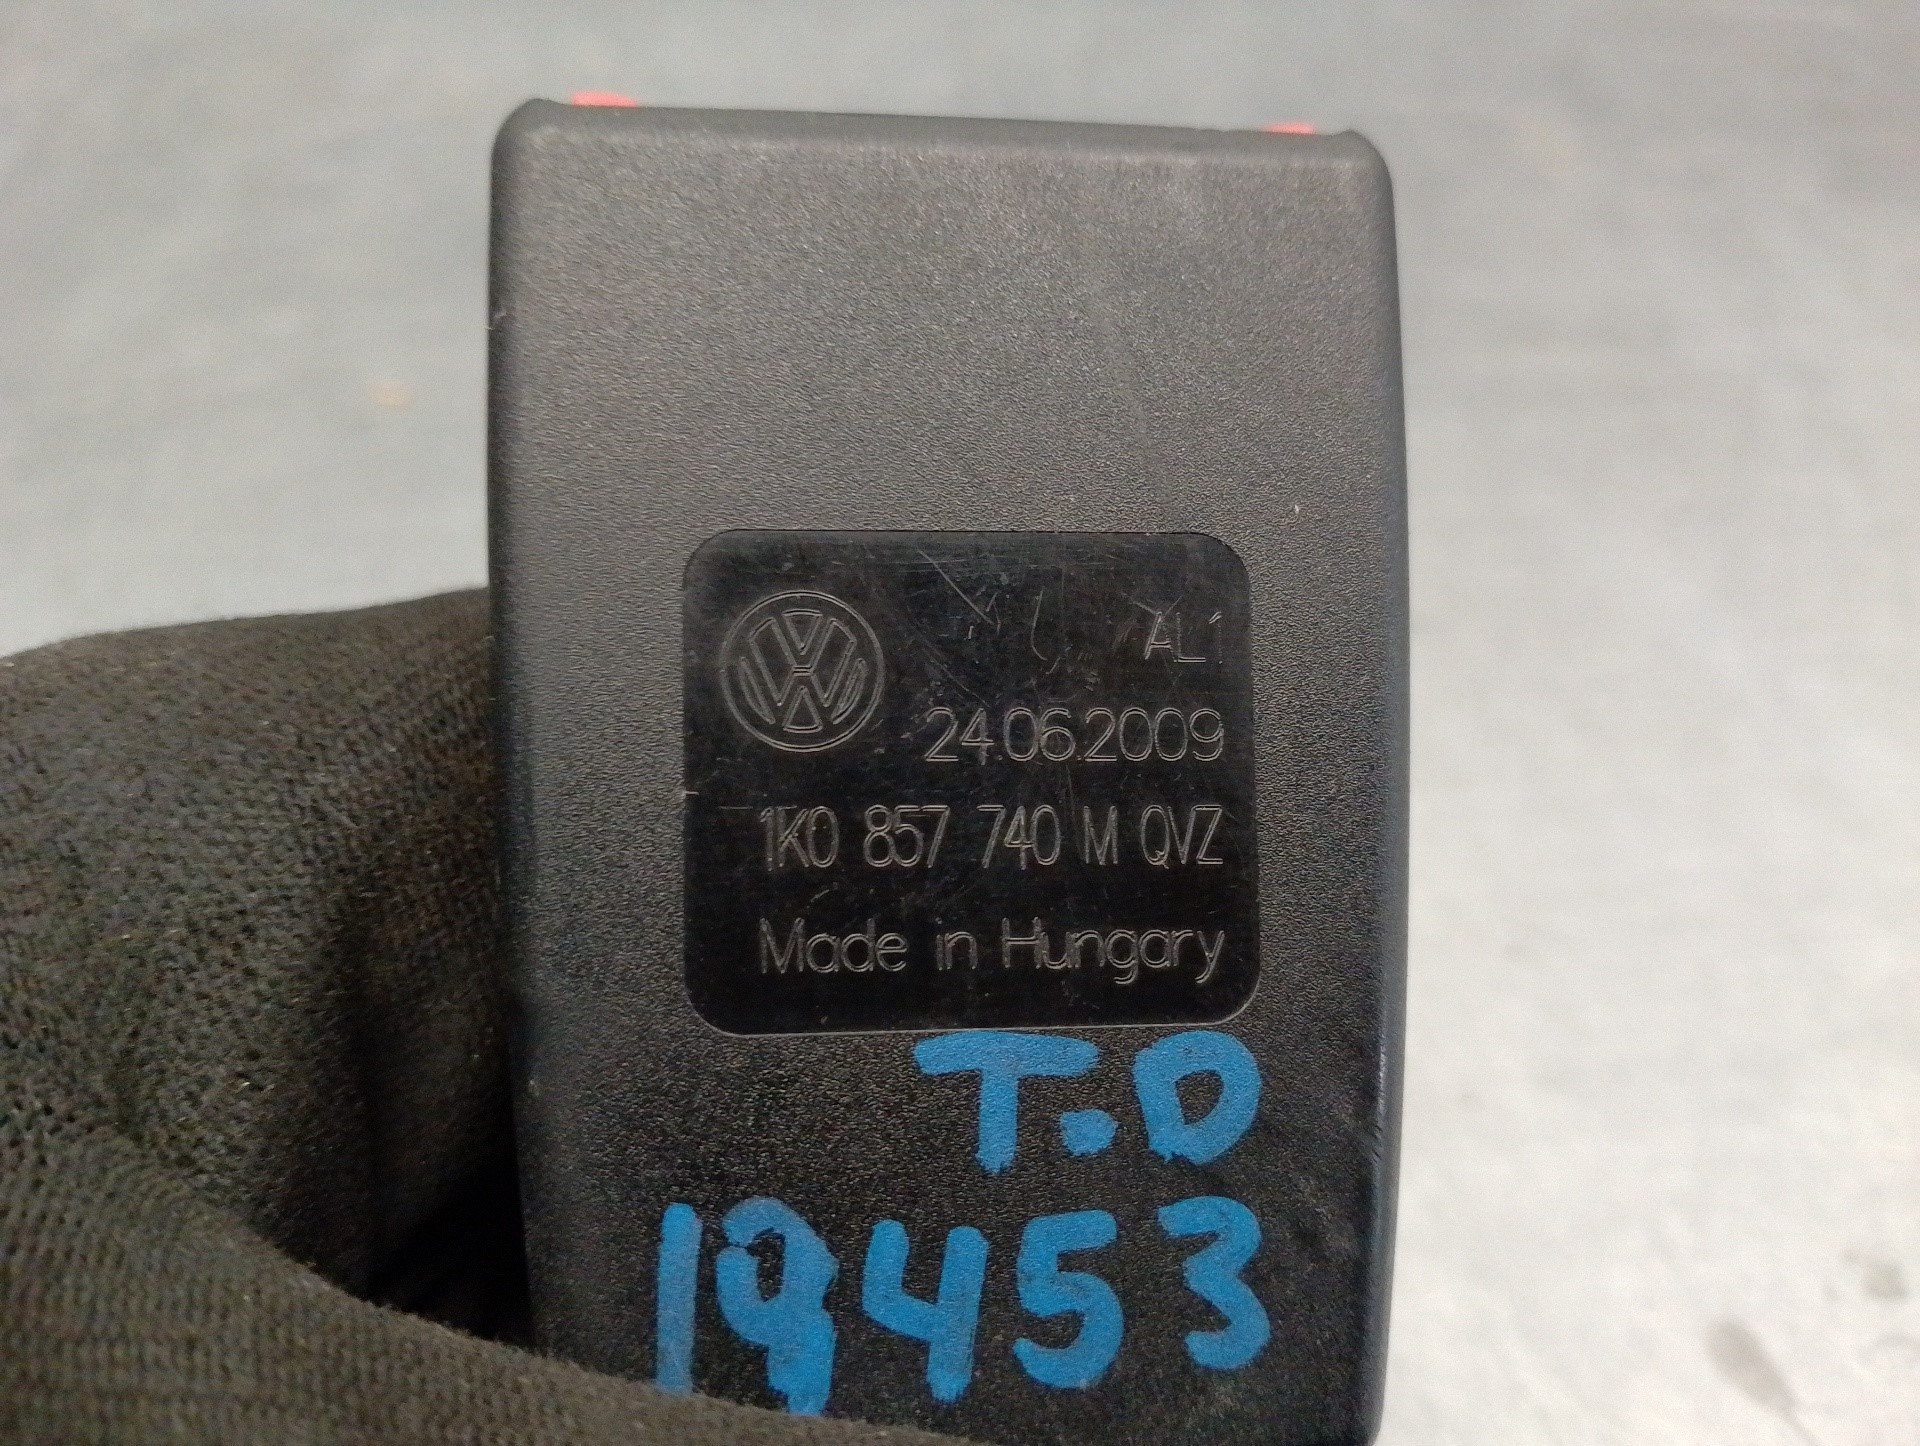 AL1
24.06.2009
1K0 857 740 M QVZ
Made in Hungary
T.D
19453